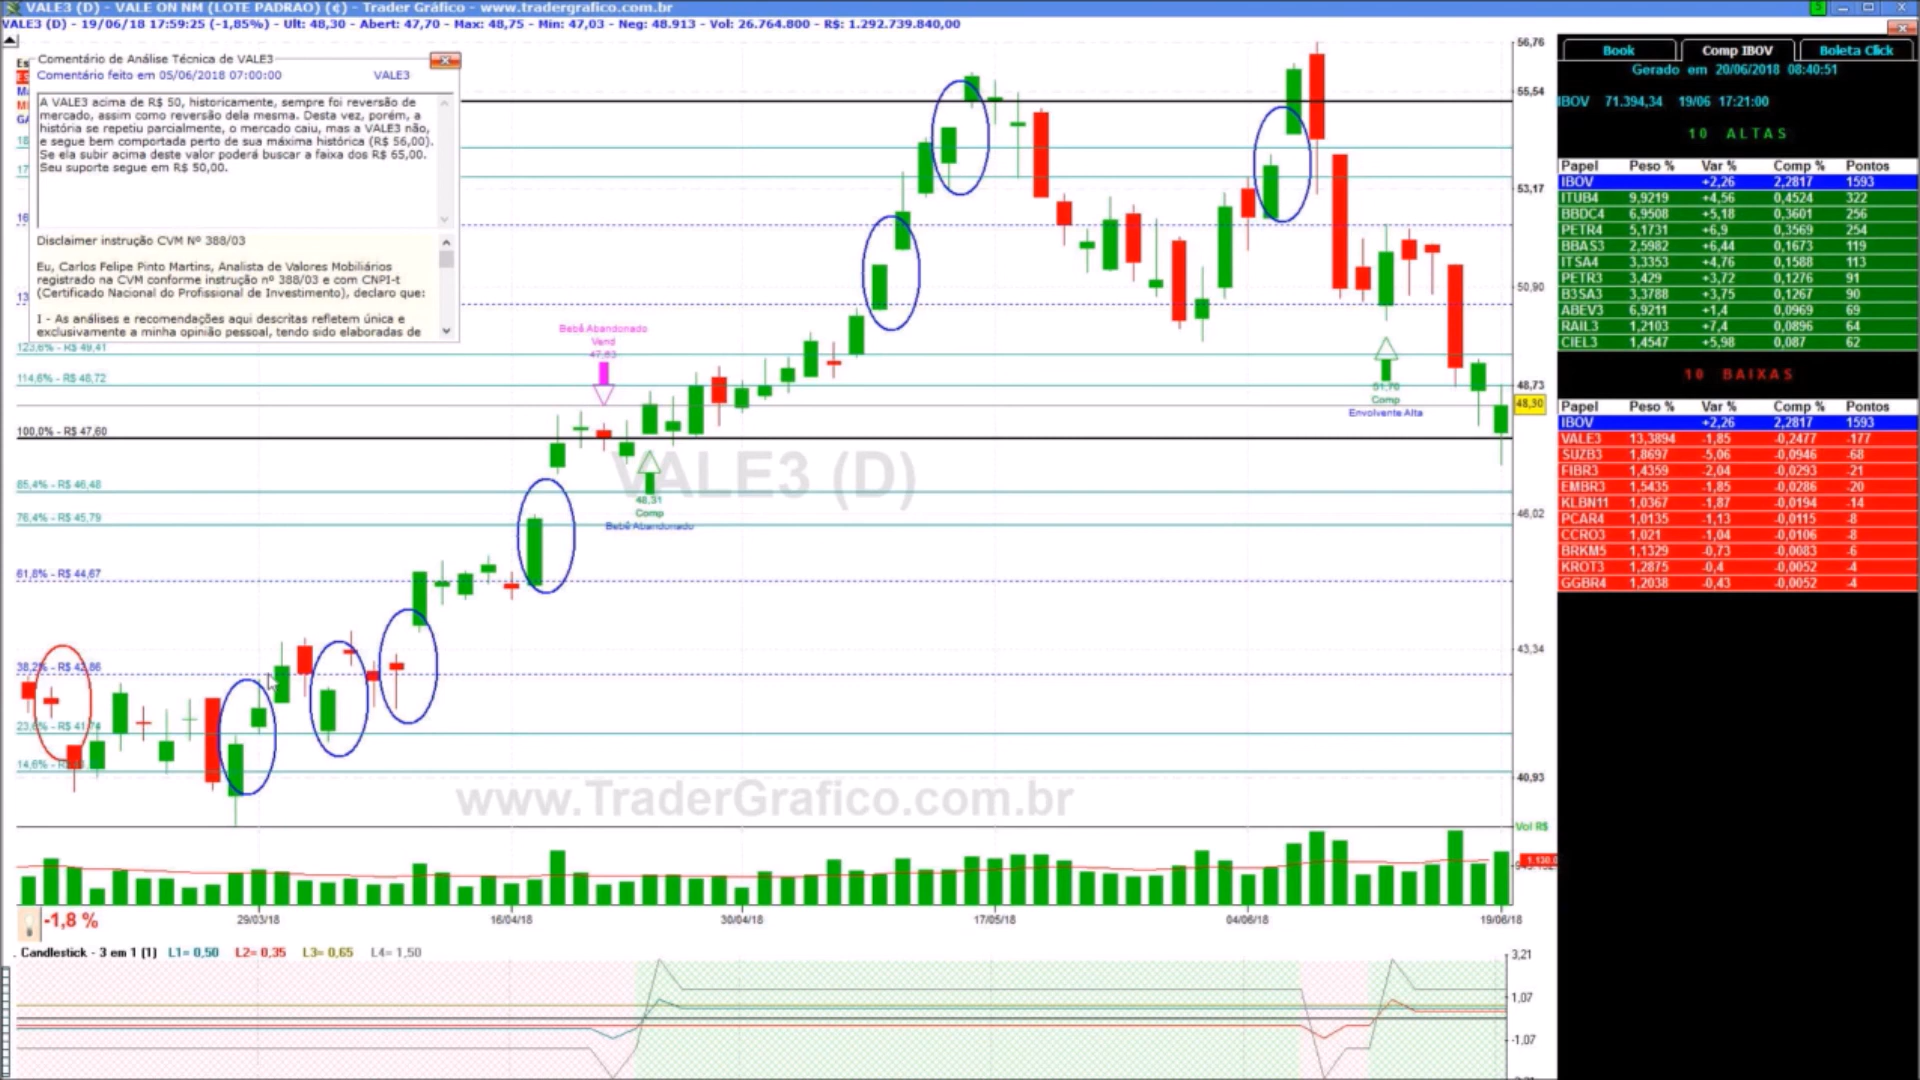 VALE3 (D) - VALE ON NM (LOTE PADRAO) (¢) - Trader Gráfico - www.tradergrafico.com.br
VALE3 (D) - 19/06/18 17:59:25 (-1,85%) - Ult: 48,30 - Abert: 47,70 - Max: 48,75 - Min: 47,03 - Neg: 48.913 - Vol: 26.764.800 - R$: 1.292.739.840,00
Comentário de Análise Técnica de VALE3
Comentário feito em 05/06/2018 07:00:00 VALE3
A VALE3 acima de R$ 50, historicamente, sempre foi reversão de
mercado, assim como reversão dela mesma. Desta vez, porém, a
história se repetiu parcialmente, o mercado caiu, mas a VALE3 não,
e segue bem comportada perto de sua máxima histórica (R$ 56,00).
Se ela subir acima deste valor poderá buscar a faixa dos R$ 65,00.
Seu suporte segue em R$ 50,00.
Disclaimer instrução CVM Nº 388/03
Eu, Carlos Felipe Pinto Martins, Analista de Valores Mobiliários
registrado na CVM conforme instrução nº 388/03 e com CNPI-t
(Certificado Nacional do Profissional de Investimento), declaro que:
I - As análises e recomendações aqui descritas refletem única e
exclusivamente a minha opinião pessoal, tendo sido elaboradas de
123,6% - R$ 49,41
114,6% - R$ 48,72
100,0% - R$ 47,60
85,4% - R$ 46,48
76,4% - R$ 45,79
61,8% - R$ 44,67
38,2% - R$ 42,86
23,6% - R$ 41,74
14,6% - R$
Bebê Abandonado
Vend
47,63
48,31
Comp
Bebê Abandonado
51,70
Comp
Envolvente Alta
VALE3 (D)
www.TraderGrafico.com.br
56,76
55,54
53,17
50,90
48,73
48,30
46,02
43,34
40,93
Vol R$
1.130,0
-1,8 %
29/03/18 16/04/18 30/04/18 17/05/18 04/06/18 19/06/18
. Candlestick - 3 em 1 (1) L1= 0,50 L2= 0,35 L3= 0,65 L4= 1,50
3,21
1,07
-1,07
Book Comp IBOV Boleta Click
Gerado em 20/06/2018 08:40:51
IBOV 71.394,34 19/06 17:21:00
10 ALTAS
Papel Peso % Var % Comp % Pontos
IBOV +2,26 2,2817 1593
ITUB4 9,9219 +4,56 0,4524 322
BBDC4 6,9508 +5,18 0,3601 256
PETR4 5,1731 +6,9 0,3569 254
BBAS3 2,5982 +6,44 0,1673 119
ITSA4 3,3353 +4,76 0,1588 113
PETR3 3,429 +3,72 0,1276 91
B3SA3 3,3788 +3,75 0,1267 90
ABEV3 6,9211 +1,4 0,0969 69
RAIL3 1,2103 +7,4 0,0896 64
CIEL3 1,4547 +5,98 0,087 62
10 BAIXAS
Papel Peso % Var % Comp % Pontos
IBOV +2,26 2,2817 1593
VALE3 13,3894 -1,85 -0,2477 -177
SUZB3 1,8697 -5,06 -0,0946 -68
FIBR3 1,4359 -2,04 -0,0293 -21
EMBR3 1,5435 -1,85 -0,0286 -20
KLBN11 1,0367 -1,87 -0,0194 -14
PCAR4 1,0135 -1,13 -0,0115 -8
CCRO3 1,021 -1,04 -0,0106 -8
BRKM5 1,1329 -0,73 -0,0083 -6
KROT3 1,2875 -0,4 -0,0052 -4
GGBR4 1,2038 -0,43 -0,0052 -4